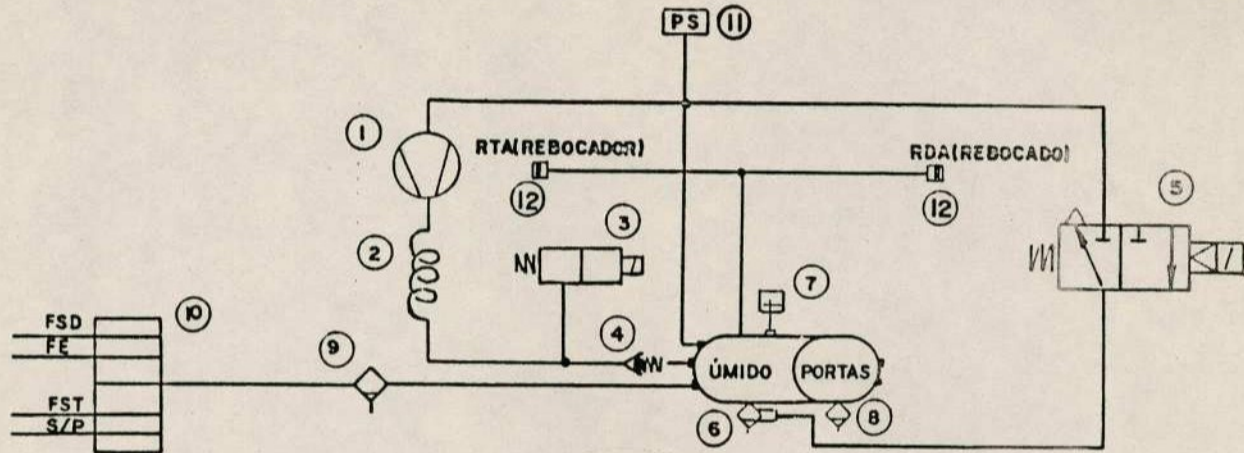 PS 11
1
RTA(REBOCADOR)
RDA(REBOCADO)
5
12
12
3
2
7
10
4
FSD
9
FE
ÚMIDO
PORTAS
FST
S/P
6
8